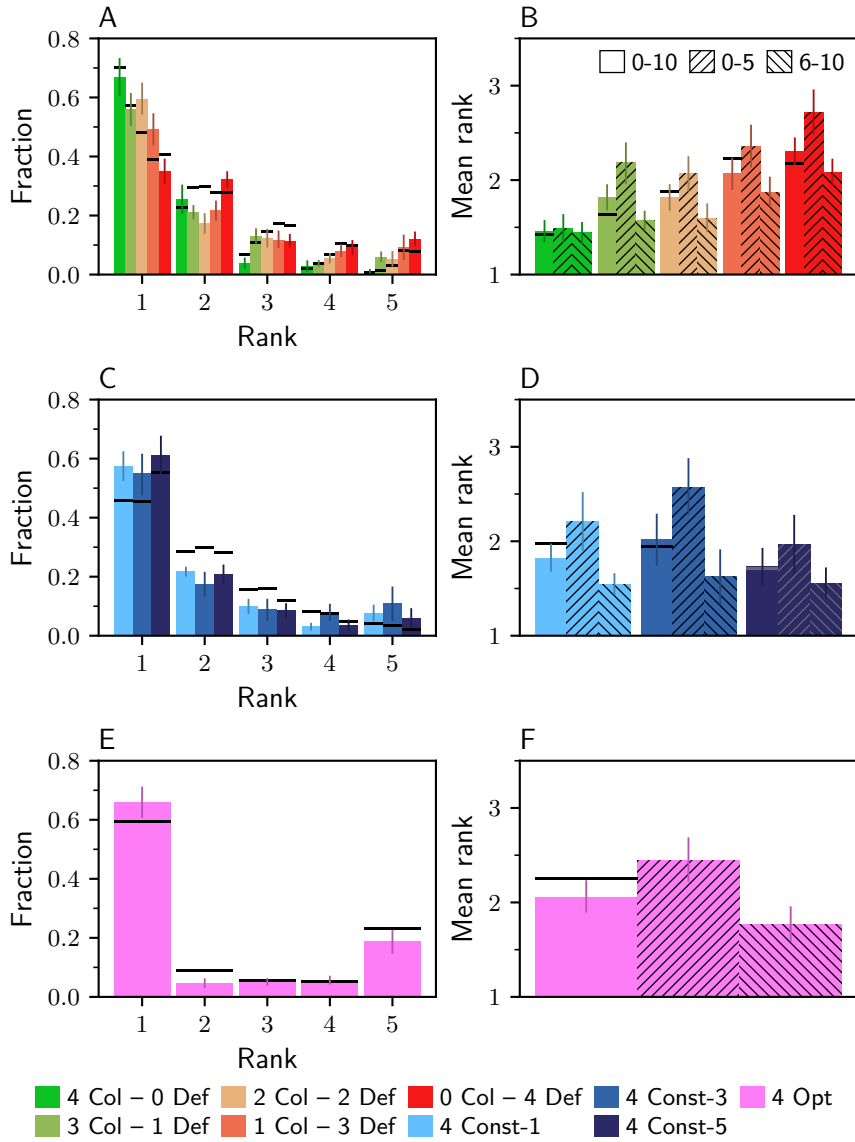 A
B
0.8
0.6
0.4
0.2
0.0
Fraction
1 2 3 4 5
Rank
3
2
1
Mean rank
0-10 0-5 6-10
C
D
0.8
0.6
0.4
0.2
0.0
Fraction
1 2 3 4 5
Rank
3
2
1
Mean rank
E
F
0.8
0.6
0.4
0.2
0.0
Fraction
1 2 3 4 5
Rank
3
2
1
Mean rank
4 Col – 0 Def 2 Col – 2 Def 0 Col – 4 Def 4 Const-3 4 Opt
3 Col – 1 Def 1 Col – 3 Def 4 Const-1 4 Const-5